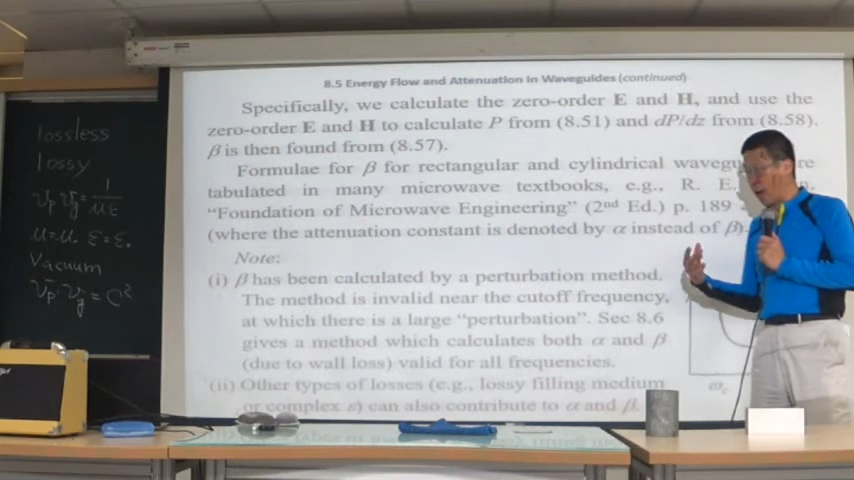 lossless
lossy
v_p v_g = 1/με
μ=μ₀ ε=ε₀
Vacuum
v_p · v_g = c²
8.5 Energy Flow and Attenuation in Waveguides (continued)
Specifically, we calculate the zero-order E and H, and use the
zero-order E and H to calculate P from (8.51) and dP/dz from (8.58).
β is then found from (8.57).
Formulae for β for rectangular and cylindrical
tabulated in many microwave textbooks, e.g., R. E.
"Foundation of Microwave Engineering" (2nd Ed.) p. 189
(where the attenuation constant is denoted by α instead of β).
Note:
(i) β has been calculated by a perturbation method.
The method is invalid near the cutoff frequency,
at which there is a large "perturbation". Sec 8.6
gives a method which calculates both α and β
(due to wall loss) valid for all frequencies.
(ii) Other types of losses (e.g., lossy filling medium
or complex ε) can also contribute to α and β.
ω_c